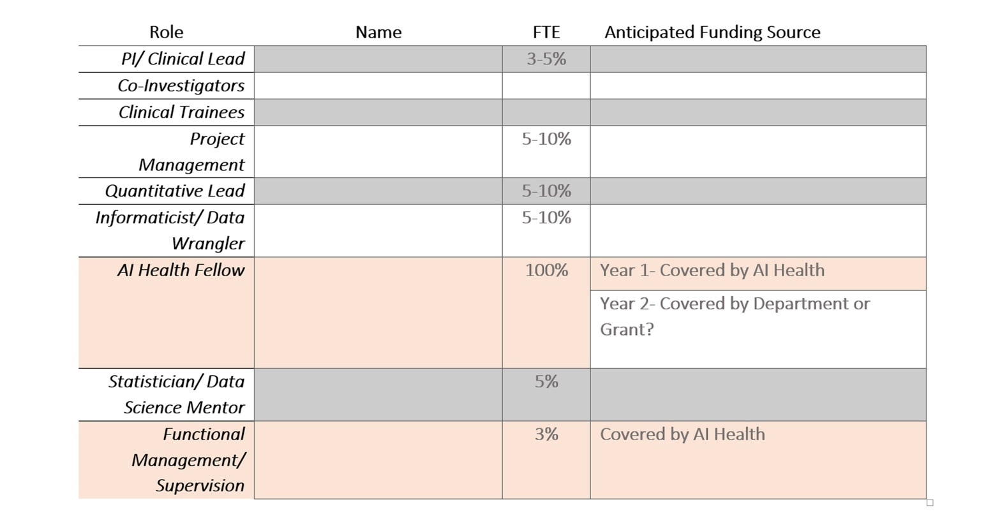 Role Name FTE Anticipated Funding Source
PI/ Clinical Lead 3-5%
Co-Investigators
Clinical Trainees
Project 5-10%
Management
Quantitative Lead 5-10%
Informaticist/ Data 5-10%
Wrangler
AI Health Fellow 100% Year 1- Covered by AI Health
Year 2- Covered by Department or
Grant?
Statistician/ Data 5%
Science Mentor
Functional 3% Covered by AI Health
Management/
Supervision